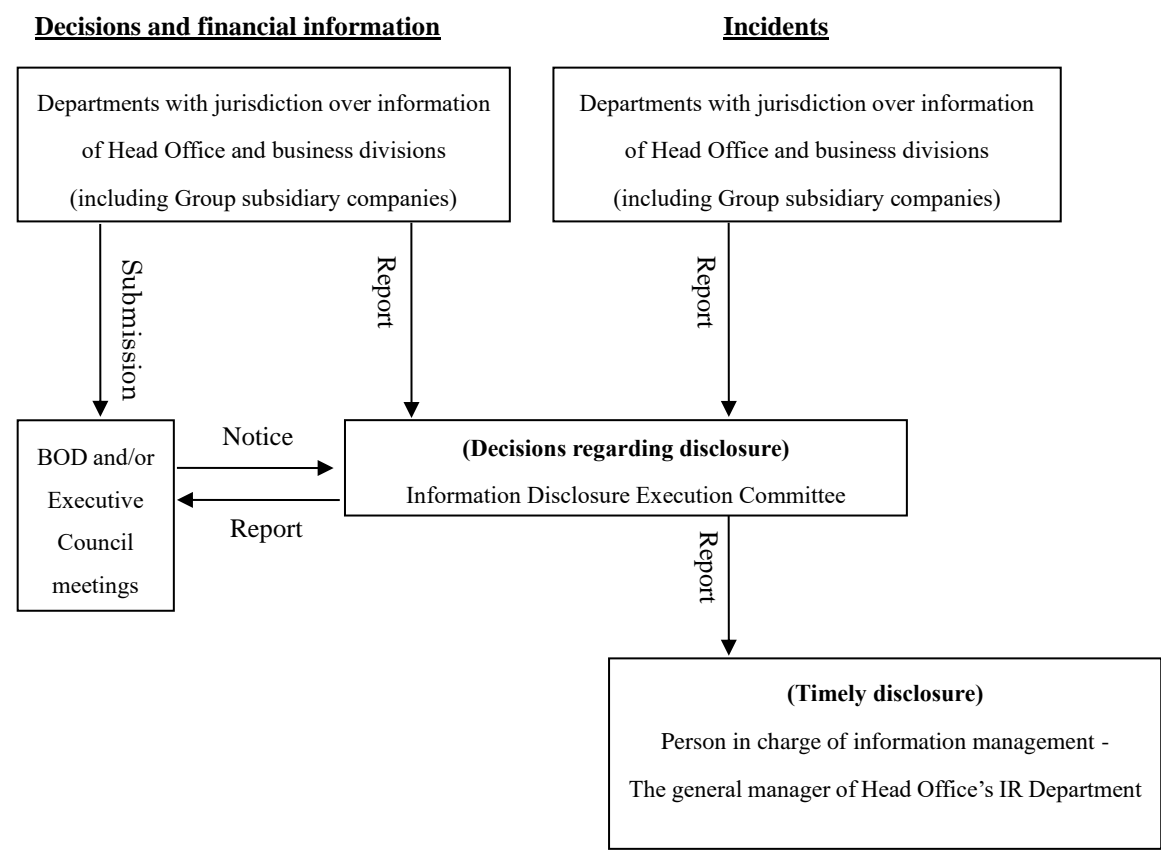 Decisions and financial information
Incidents
Departments with jurisdiction over information
of Head Office and business divisions
(including Group subsidiary companies)
Departments with jurisdiction over information
of Head Office and business divisions
(including Group subsidiary companies)
Submission
Report
Report
BOD and/or
Executive
Council
meetings
Notice
Report
(Decisions regarding disclosure)
Information Disclosure Execution Committee
Report
(Timely disclosure)
Person in charge of information management -
The general manager of Head Office’s IR Department